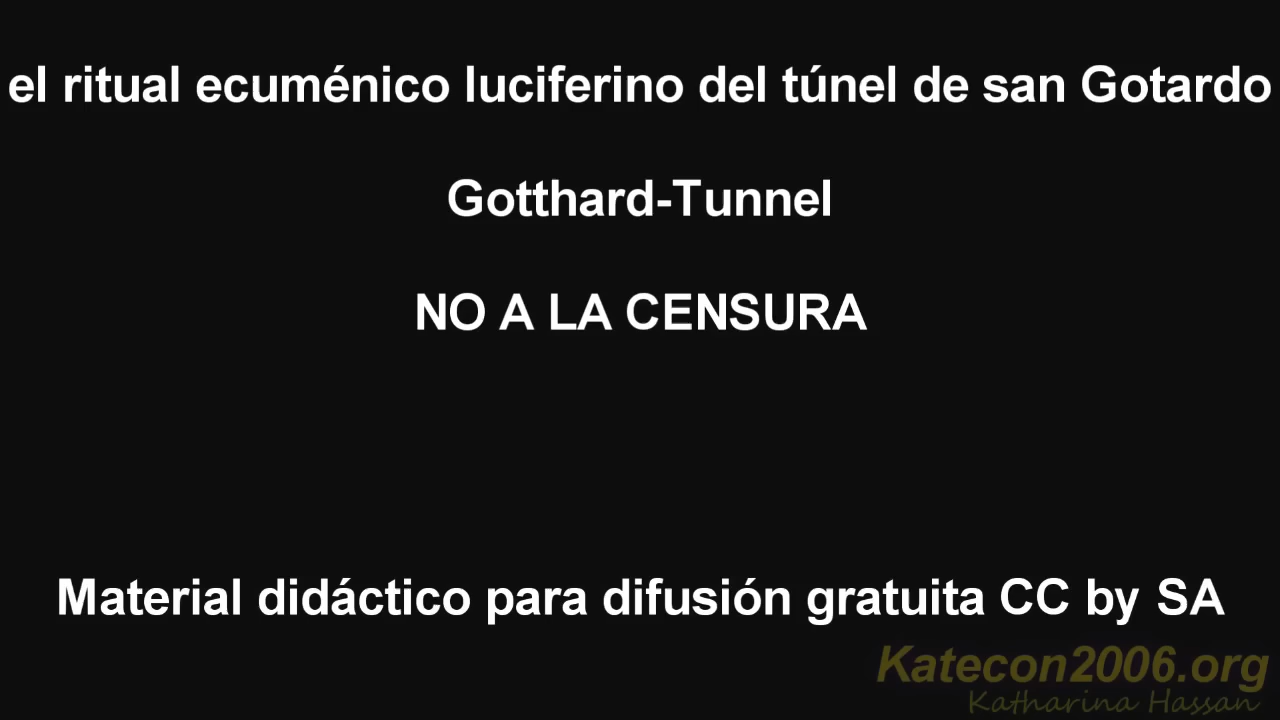 el ritual ecuménico luciferino del túnel de san Gotardo
Gotthard-Tunnel
NO A LA CENSURA
Material didáctico para difusión gratuita CC by SA
Katecon2006.org
Katharina Hassan